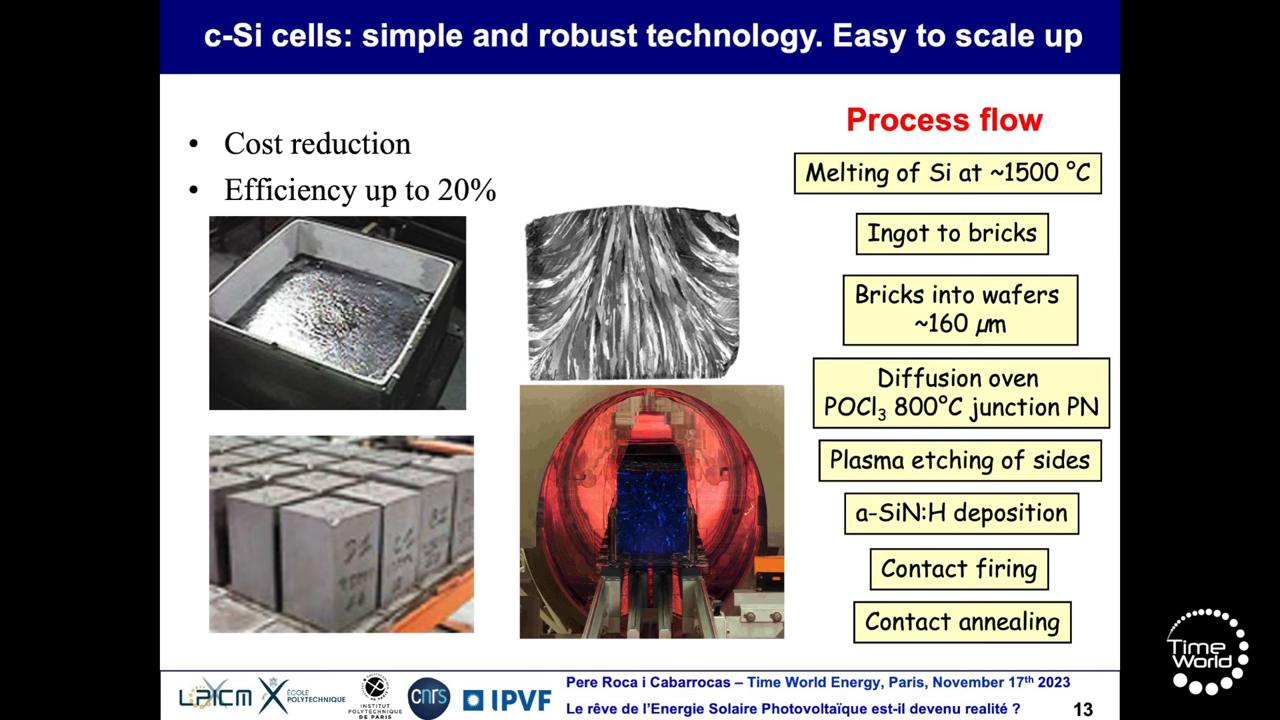 c-Si cells: simple and robust technology. Easy to scale up
• Cost reduction
• Efficiency up to 20%
Process flow
Melting of Si at ~1500 °C
Ingot to bricks
Bricks into wafers
~160 µm
Diffusion oven
POCl₃ 800°C junction PN
Plasma etching of sides
a-SiN:H deposition
Contact firing
Contact annealing
LPICM
ÉCOLE
POLYTECHNIQUE
INSTITUT
POLYTECHNIQUE
DE PARIS
cnrs
IPVF
Pere Roca i Cabarrocas – Time World Energy, Paris, November 17th 2023
Le rêve de l'Energie Solaire Photovoltaïque est-il devenu realité ?
13
Time
World